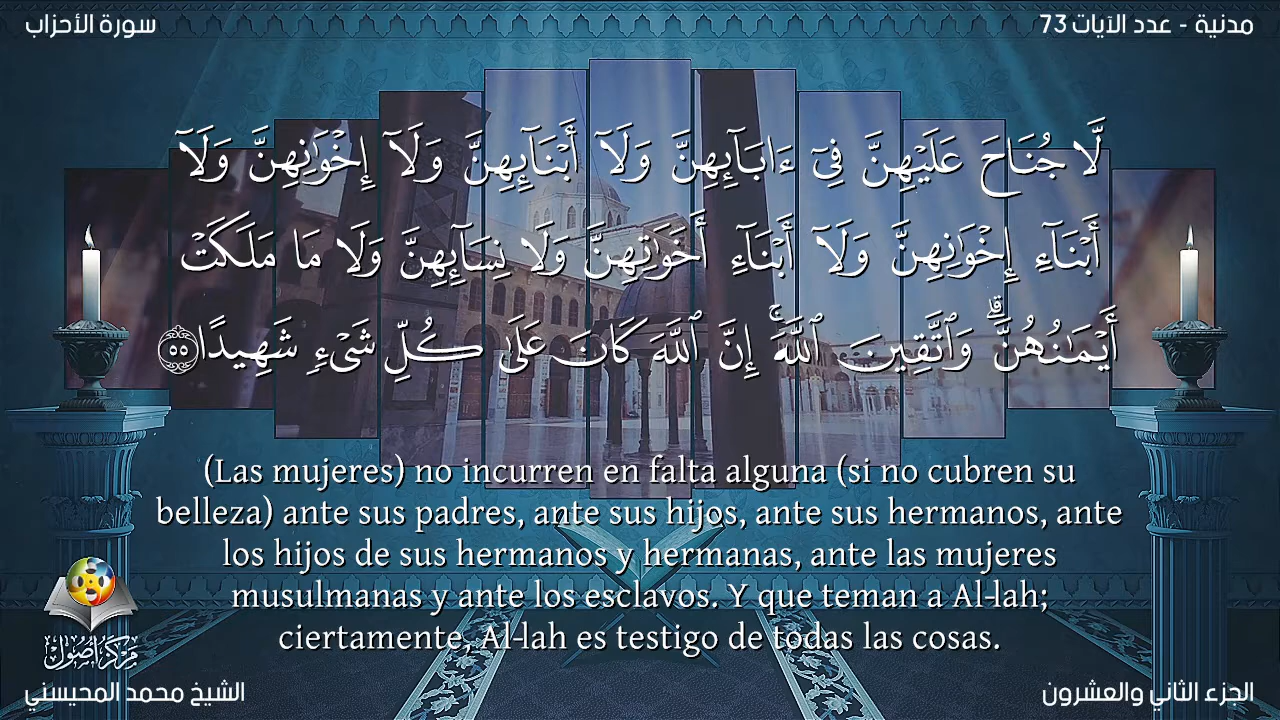 سورة الأحزاب
مدنية - عدد الآيات 73
لَّا جُنَاحَ عَلَيْهِنَّ فِىٓ ءَابَآئِهِنَّ وَلَآ أَبْنَآئِهِنَّ وَلَآ إِخْوَٰنِهِنَّ وَلَآ
أَبْنَآءِ إِخْوَٰنِهِنَّ وَلَآ أَبْنَآءِ أَخَوَٰتِهِنَّ وَلَا نِسَآئِهِنَّ وَلَا مَا مَلَكَتْ
أَيْمَـٰنُهُنَّ ۗ وَٱتَّقِينَ ٱللَّهَ ۚ إِنَّ ٱللَّهَ كَانَ عَلَىٰ كُلِّ شَىْءٍ شَهِيدًا ٥٥
(Las mujeres) no incurren en falta alguna (si no cubren su
belleza) ante sus padres, ante sus hijos, ante sus hermanos, ante
los hijos de sus hermanos y hermanas, ante las mujeres
musulmanas y ante los esclavos. Y que teman a Al-lah;
ciertamente, Al-lah es testigo de todas las cosas.
مركز أصول
الشيخ محمد المحيسني
الجزء الثاني والعشرون